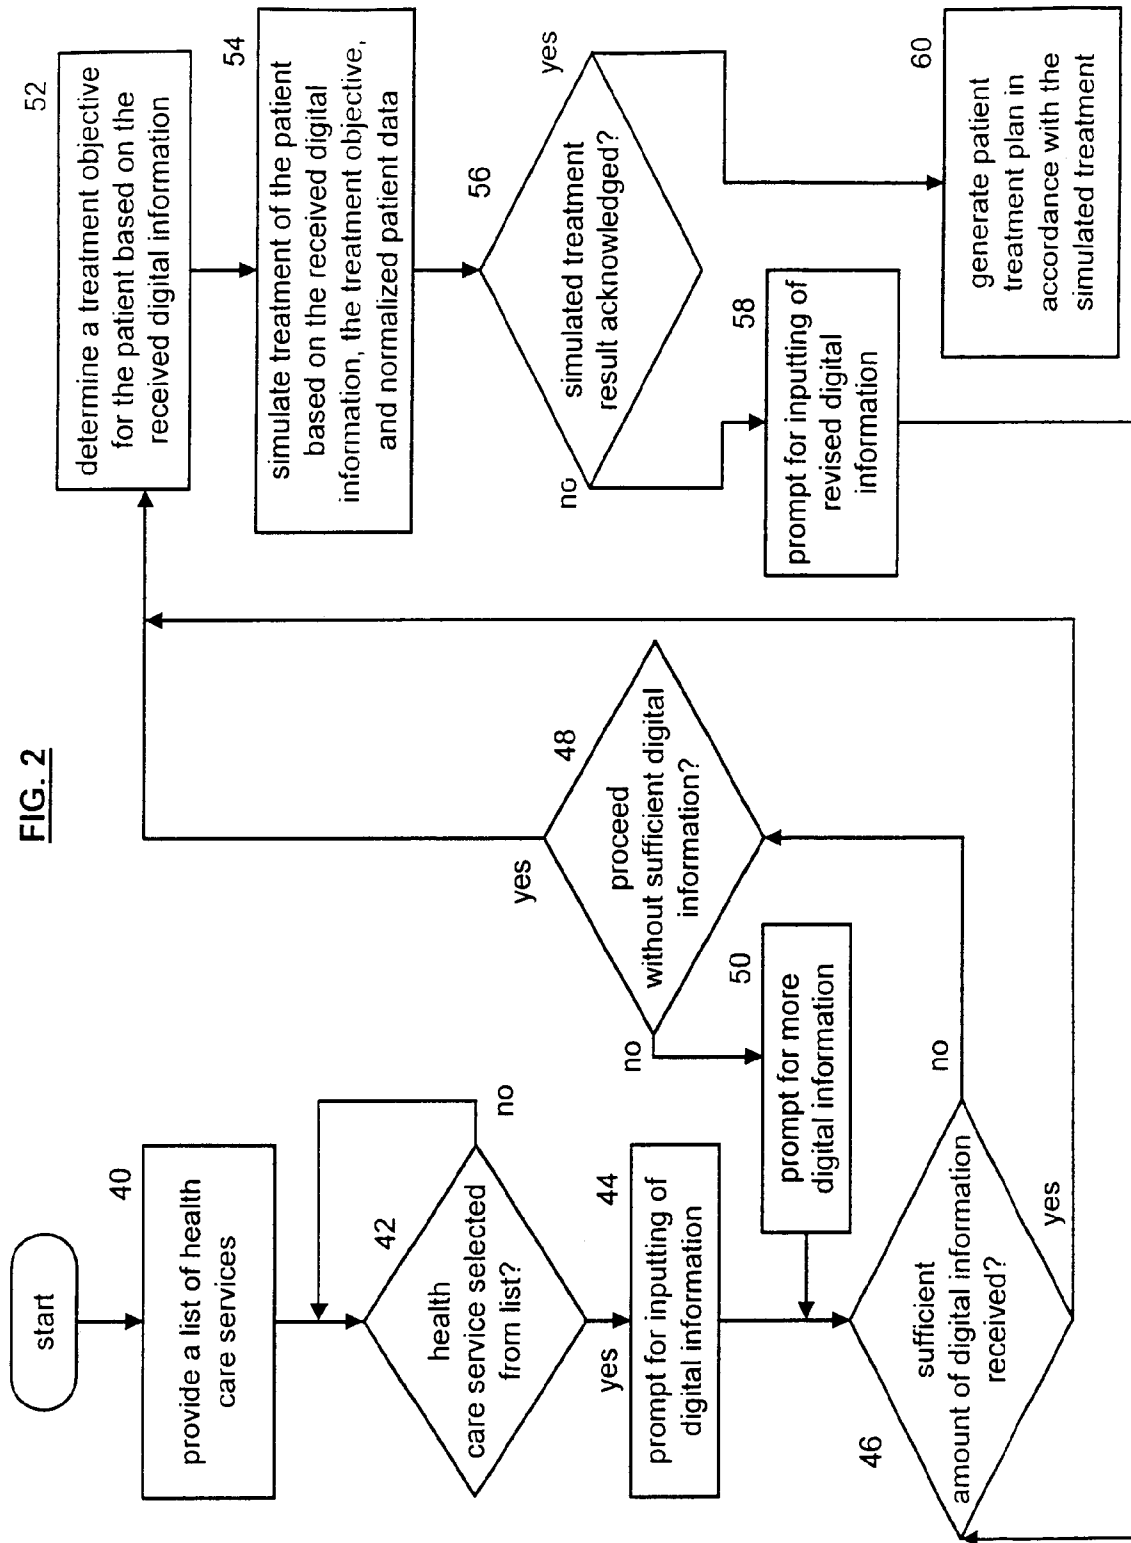 FIG. 2
start
40
provide a list of health
care services
42
health
care service selected
from list?
no
yes
44
prompt for inputting of
digital information
46
sufficient
amount of digital information
received?
no
yes
48
proceed
without sufficient digital
information?
yes
no
50
prompt for more
digital information
52
determine a treatment objective
for the patient based on the
received digital information
54
simulate treatment of the patient
based on the received digital
information, the treatment objective,
and normalized patient data
56
simulated treatment
result acknowledged?
yes
no
58
prompt for inputting of
revised digital
information
60
generate patient
treatment plan in
accordance with the
simulated treatment